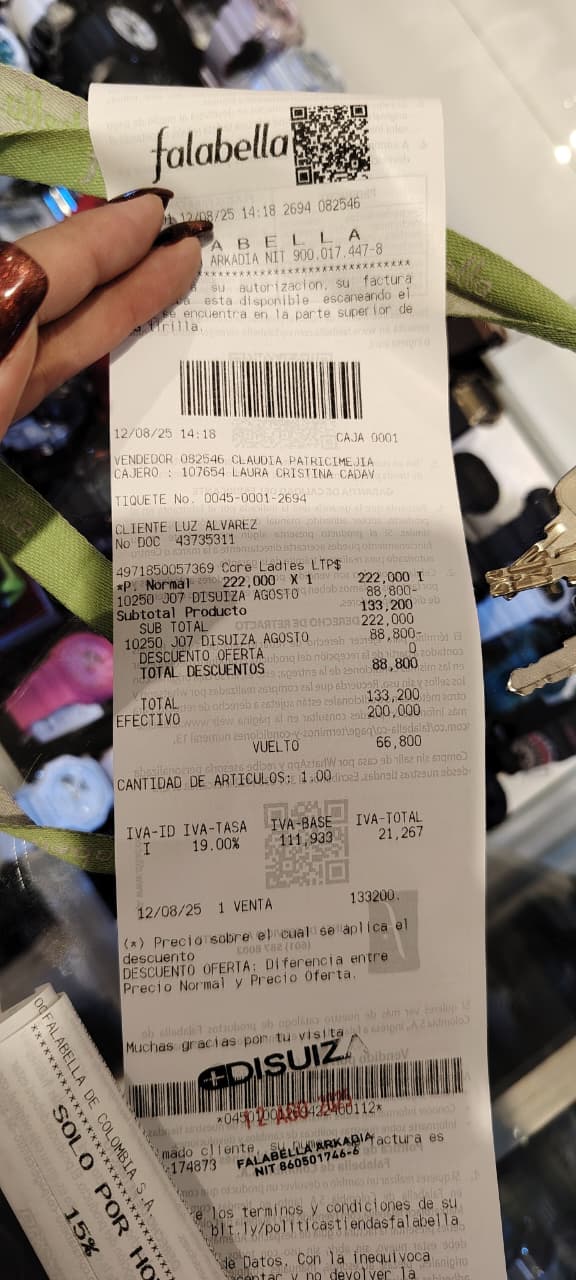 falabella
12/08/25 14:18 2694 082546
A B E L L A
ARKADIA NIT 900.017.447-8
***********************************
su autorizacion, su factura
esta disponible escaneando el
se encuentra en la parte superior de
tirilla.
12/08/25 14:18 CAJA 0001
VENDEDOR 082546 CLAUDIA PATRICIMEJIA
CAJERO : 107654 LAURA CRISTINA CADAV
TIQUETE No. 0045-0001-2694
CLIENTE LUZ ALVAREZ
No DOC 43735311
4971850057369 Core Ladies LTP$
*P. Normal 222,000 X 1 222,000 I
10250 J07 DISUIZA AGOSTO 88,800-
Subtotal Producto 133,200
SUB TOTAL 222,000
10250 J07 DISUIZA AGOSTO 88,800-
DESCUENTO OFERTA 0
TOTAL DESCUENTOS 88,800
TOTAL 133,200
EFECTIVO 200,000
VUELTO 66,800
CANTIDAD DE ARTICULOS: 1.00
IVA-ID IVA-TASA IVA-BASE IVA-TOTAL
I 19.00% 111,933 21,267
12/08/25 1 VENTA 133200.
(*) Precio sobre el cual se aplica el
descuento
DESCUENTO OFERTA: Diferencia entre
Precio Normal y Precio Oferta.
Muchas gracias por tu visita
DISUIZA
12 AGO 2025
mado cliente, su factura es
-174873
FALABELLA ARKADIA
NIT 860501746-6
los terminos y condiciones de su
bit.ly/politicastiendasfalabella
de Datos. Con la inequivoca
ceptar y no devolver la
FALABELLA DE COLOMBIA S.A.
SOLO POR HO
15%